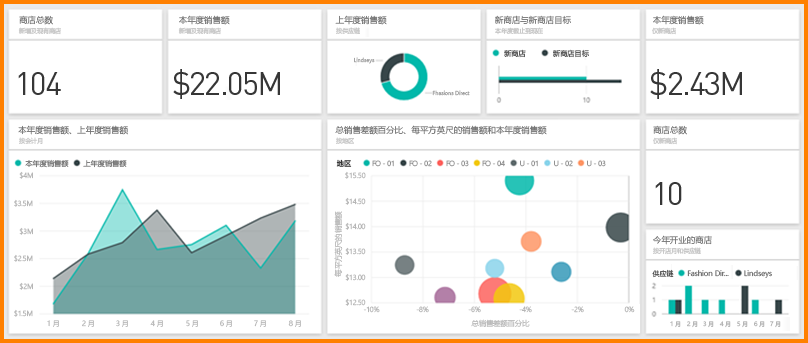 商店总数
新增及现有商店
104
本年度销售额
新增及现有商店
$22.05M
上年度销售额
按供应链
Lindseys
Fhasions Direct
新商店与新商店目标
本年度截止到现在
新商店 新商店目标
0 10
本年度销售额
仅新商店
$2.43M
本年度销售额、上年度销售额
按会计月
本年度销售额 上年度销售额
$4M
$3.5M
$3M
$2.5M
$2M
$1.5M
1 月 2月 3 月 4月 5 月 6 月 7月 8 月
总销售差额百分比、每平方英尺的销售额和本年度销售额
按地区
地区 FO - 01 FO - 02 FO - 03 FO - 04 U - 01 U - 02 U - 03
每平方英尺的销售额
$15.50
$14.50
$14.00
$13.50
$13.00
$12.50
-10% -8% -6% -4% -2% 0%
总销售差额百分比
商店总数
仅新商店
10
今年开业的商店
按开店月和供应链
供应链 Fashion Dir... Lindseys
2
1
0
1 月 2月 3月 4月 5月 6月 7月